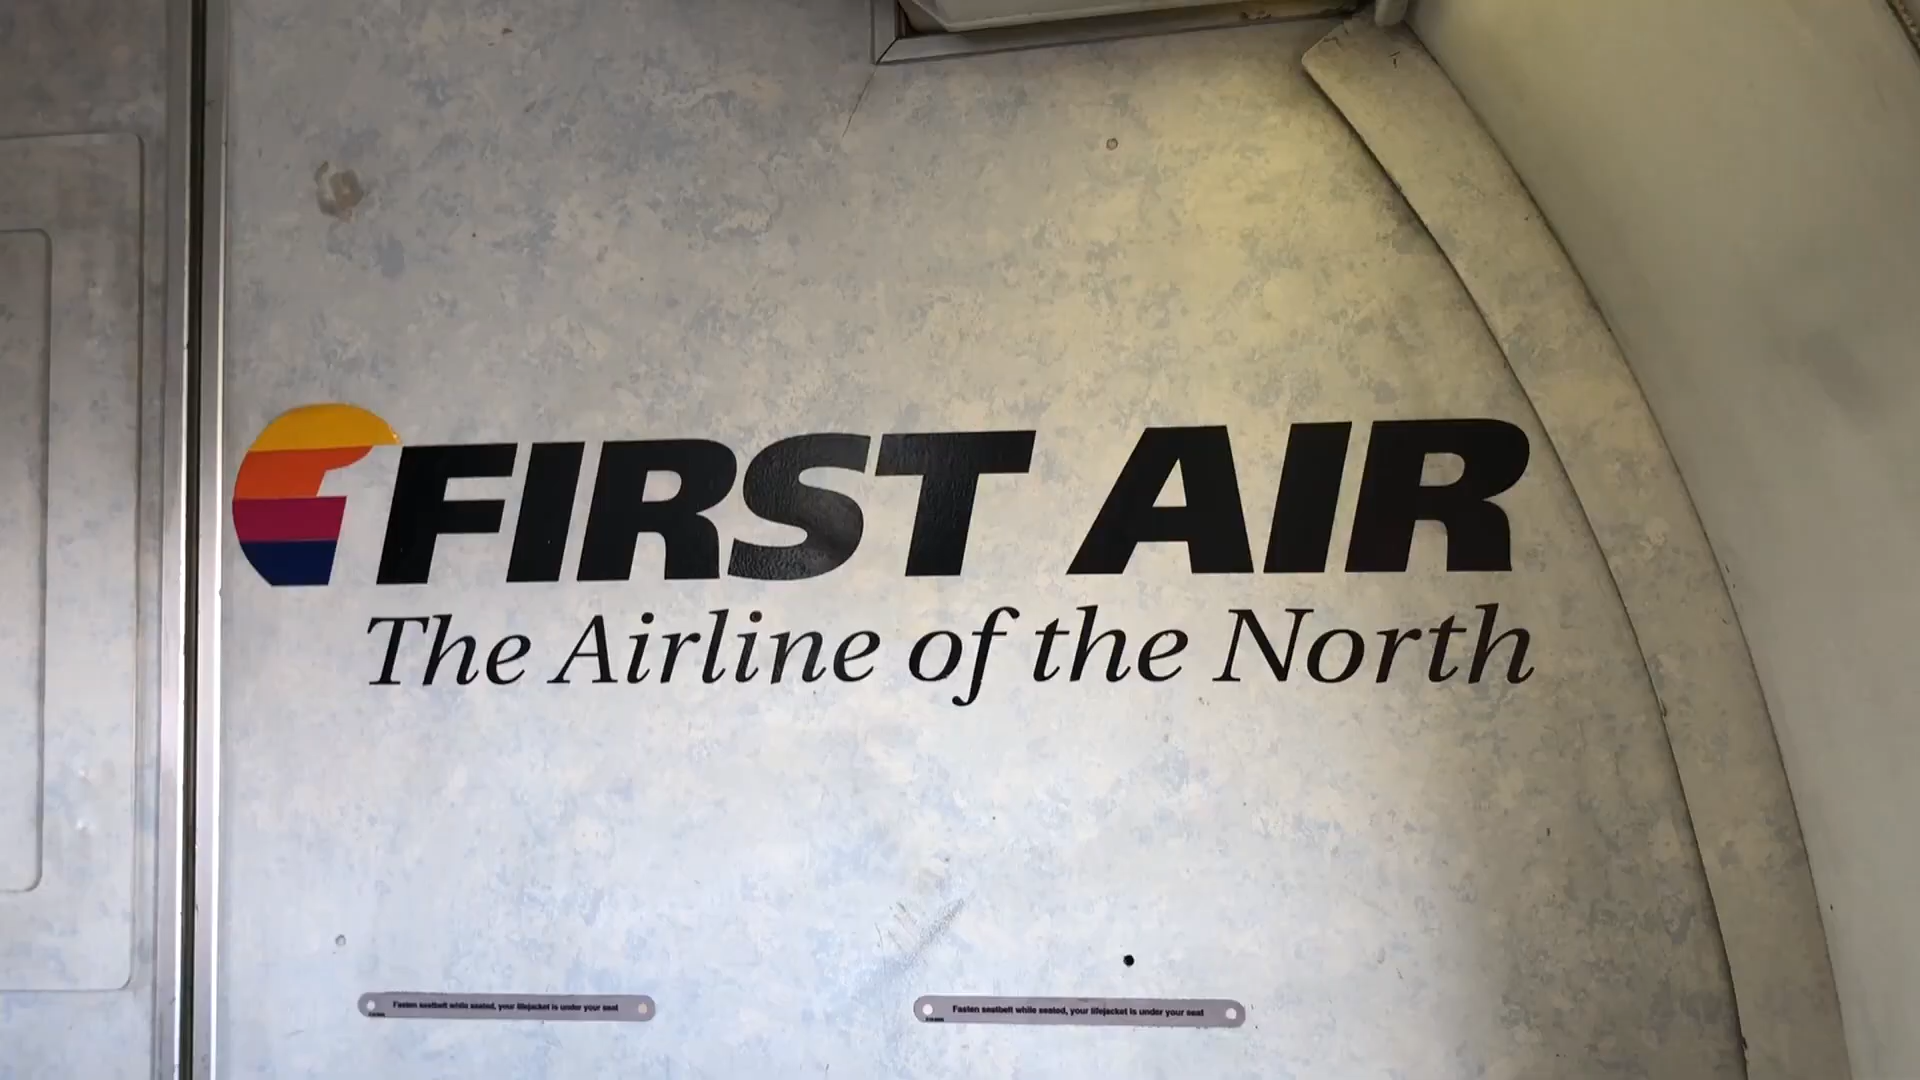 FIRST AIR
The Airline of the North
Fasten seatbelt while seated, your lifejacket is under your seat
Fasten seatbelt while seated, your lifejacket is under your seat